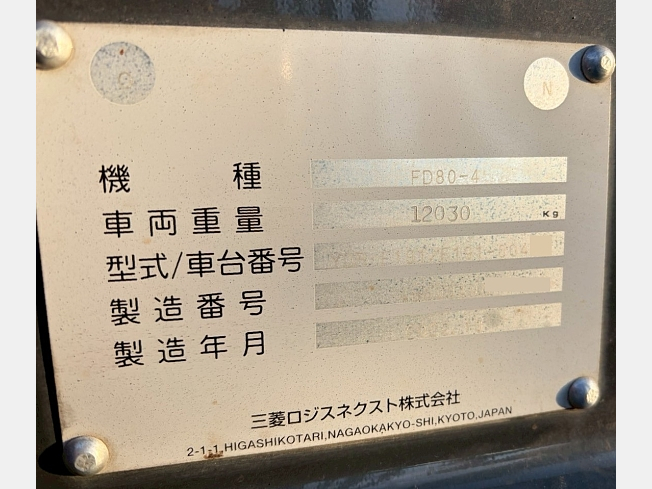 G N
機種 FD80-4
車両重量 12030 Kg
型式/車台番号
製造番号
製造年月
三菱ロジスネクスト株式会社
2-1-1,HIGASHIKOTARI,NAGAOKAKYO-SHI,KYOTO,JAPAN